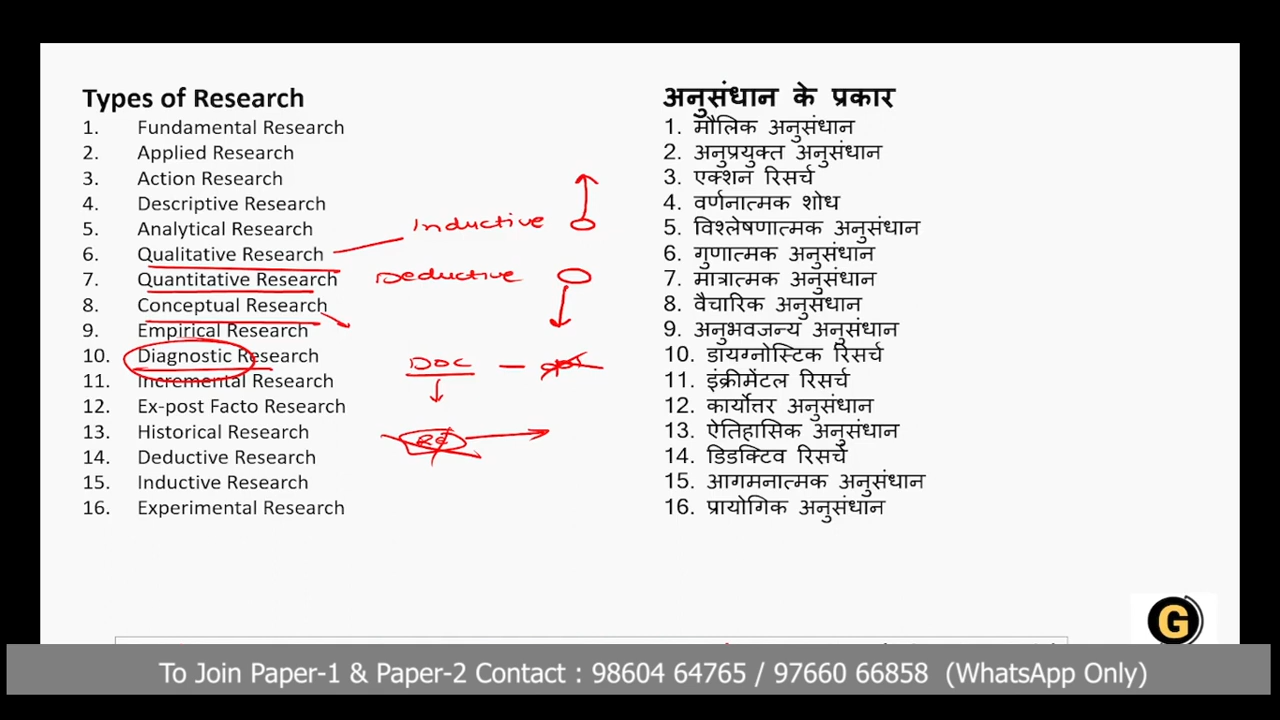 Types of Research
1. Fundamental Research
2. Applied Research
3. Action Research
4. Descriptive Research
5. Analytical Research
6. Qualitative Research
7. Quantitative Research
8. Conceptual Research
9. Empirical Research
10. Diagnostic Research
11. Incremental Research
12. Ex-post Facto Research
13. Historical Research
14. Deductive Research
15. Inductive Research
16. Experimental Research
Inductive
Deductive
DOC
अनुसंधान के प्रकार
1. मौलिक अनुसंधान
2. अनुप्रयुक्त अनुसंधान
3. एक्शन रिसर्च
4. वर्णनात्मक शोध
5. विश्लेषणात्मक अनुसंधान
6. गुणात्मक अनुसंधान
7. मात्रात्मक अनुसंधान
8. वैचारिक अनुसंधान
9. अनुभवजन्य अनुसंधान
10. डायग्नोस्टिक रिसर्च
11. इंक्रीमेंटल रिसर्च
12. कार्योत्तर अनुसंधान
13. ऐतिहासिक अनुसंधान
14. डिडक्टिव रिसर्च
15. आगमनात्मक अनुसंधान
16. प्रायोगिक अनुसंधान
G
To Join Paper-1 & Paper-2 Contact : 98604 64765 / 97660 66858 (WhatsApp Only)